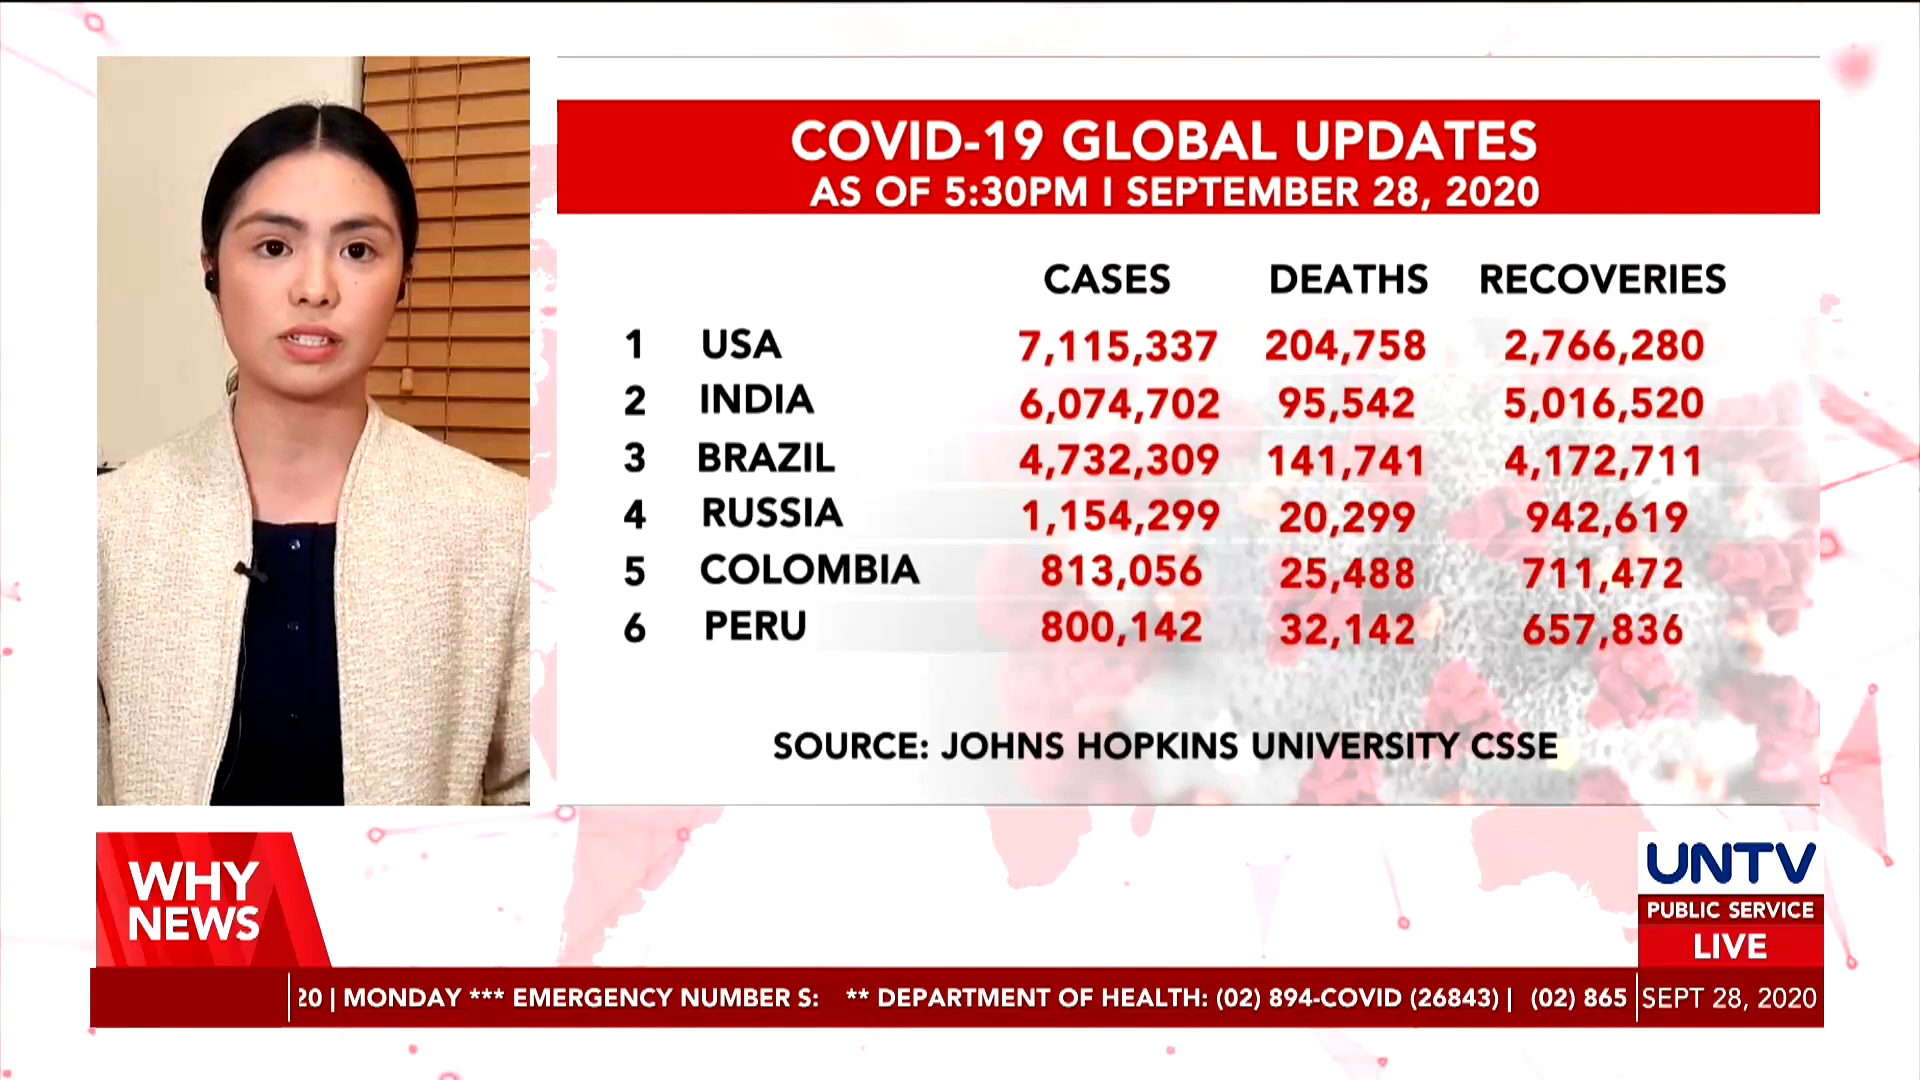 COVID-19 GLOBAL UPDATES
AS OF 5:30PM | SEPTEMBER 28, 2020
CASES DEATHS RECOVERIES
1 USA 7,115,337 204,758 2,766,280
2 INDIA 6,074,702 95,542 5,016,520
3 BRAZIL 4,732,309 141,741 4,172,711
4 RUSSIA 1,154,299 20,299 942,619
5 COLOMBIA 813,056 25,488 711,472
6 PERU 800,142 32,142 657,836
SOURCE: JOHNS HOPKINS UNIVERSITY CSSE
WHY
NEWS
UNTV
PUBLIC SERVICE
LIVE
20 | MONDAY *** EMERGENCY NUMBER S: ** DEPARTMENT OF HEALTH: (02) 894-COVID (26843) | (02) 865
SEPT 28, 2020